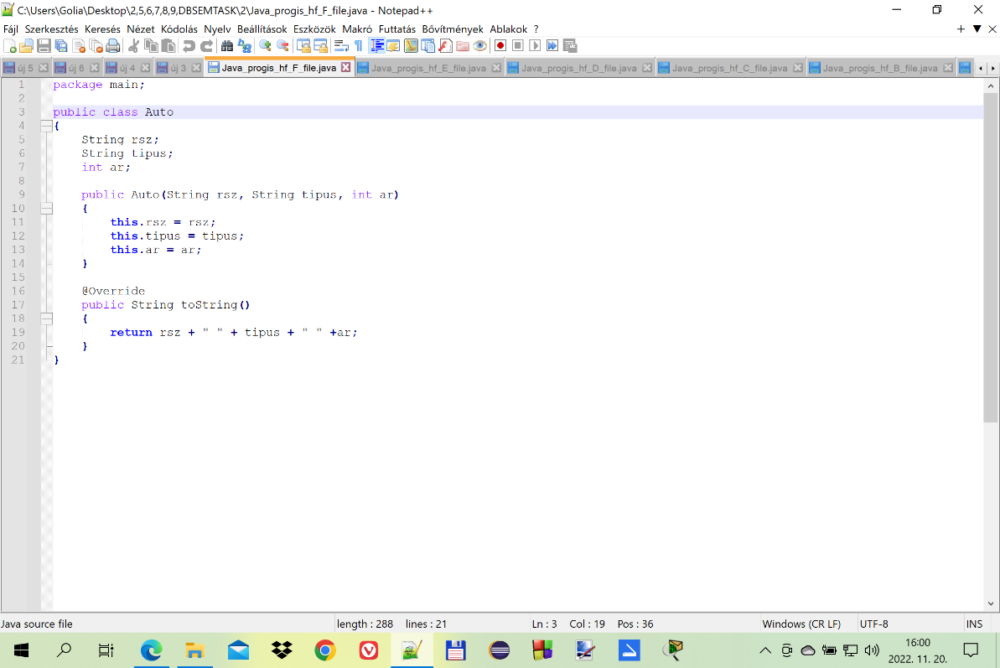 C:\Users\Golia\Desktop\2,5,6,7,8,9,DBSEMTASK\2\Java_progis_hf_F_file.java - Notepad++
Fájl Szerkesztés Keresés Nézet Kódolás Nyelv Beállítások Eszközök Makró Futtatás Bővítmények Ablakok ?
új 5 új 6 új 4 új 3 Java_progis_hf_F_file.java Java_progis_hf_E_file.java Java_progis_hf_D_file.java Java_progis_hf_C_file.java Java_progis_hf_B_file.java
1 package main;
2
3 public class Auto
4 {
5 String rsz;
6 String tipus;
7 int ar;
8
9 public Auto(String rsz, String tipus, int ar)
10 {
11 this.rsz = rsz;
12 this.tipus = tipus;
13 this.ar = ar;
14 }
15
16 @Override
17 public String toString()
18 {
19 return rsz + " " + tipus + " " +ar;
20 }
21 }
Java source file length : 288 lines : 21 Ln : 3 Col : 19 Pos : 36 Windows (CR LF) UTF-8 INS
16:00
2022. 11. 20.